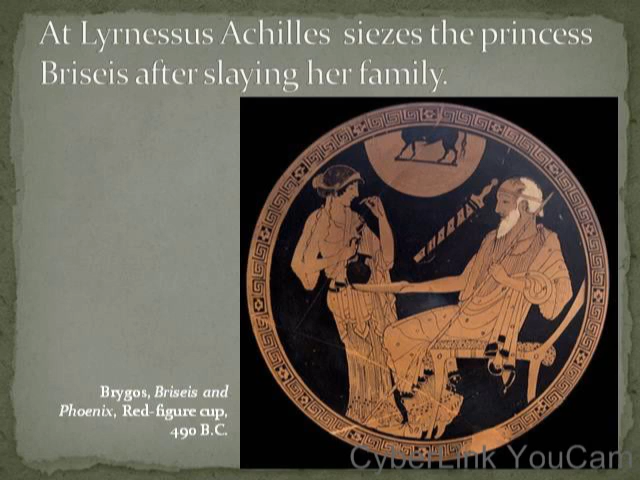 At Lyrnessus Achilles siezes the princess
Briseis after slaying her family.
Brygos, Briseis and
Phoenix, Red-figure cup,
490 B.C.
CyberLink YouCam